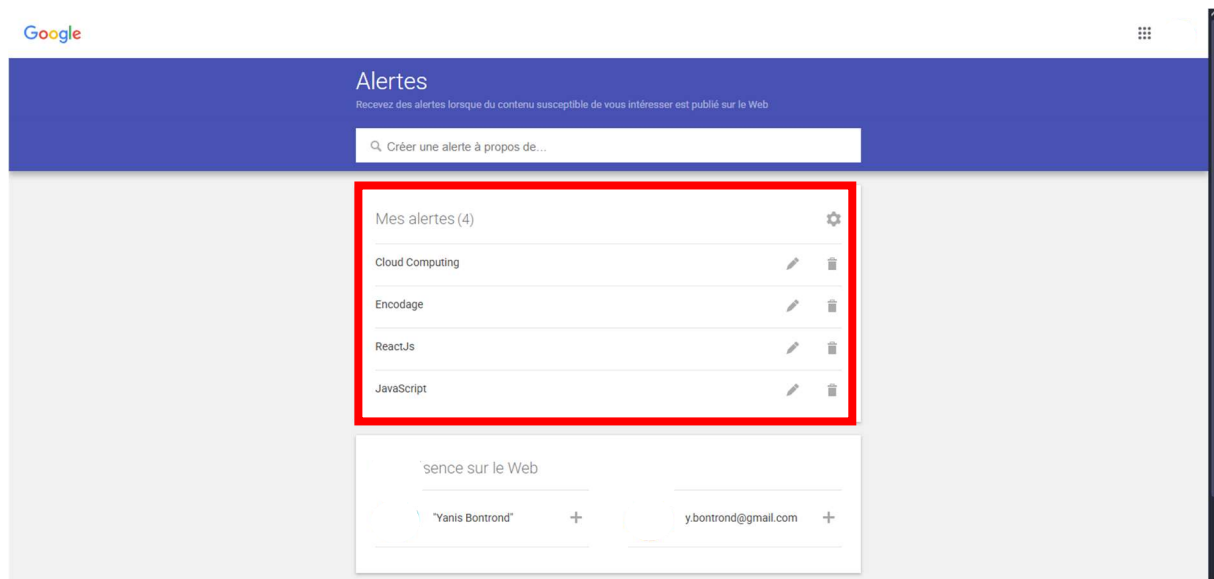 Google
Alertes
Recevez des alertes lorsque du contenu susceptible de vous intéresser est publié sur le Web
Créer une alerte à propos de...
Mes alertes (4)
Cloud Computing
Encodage
ReactJs
JavaScript
sence sur le Web
"Yanis Bontrond"
y.bontrond@gmail.com